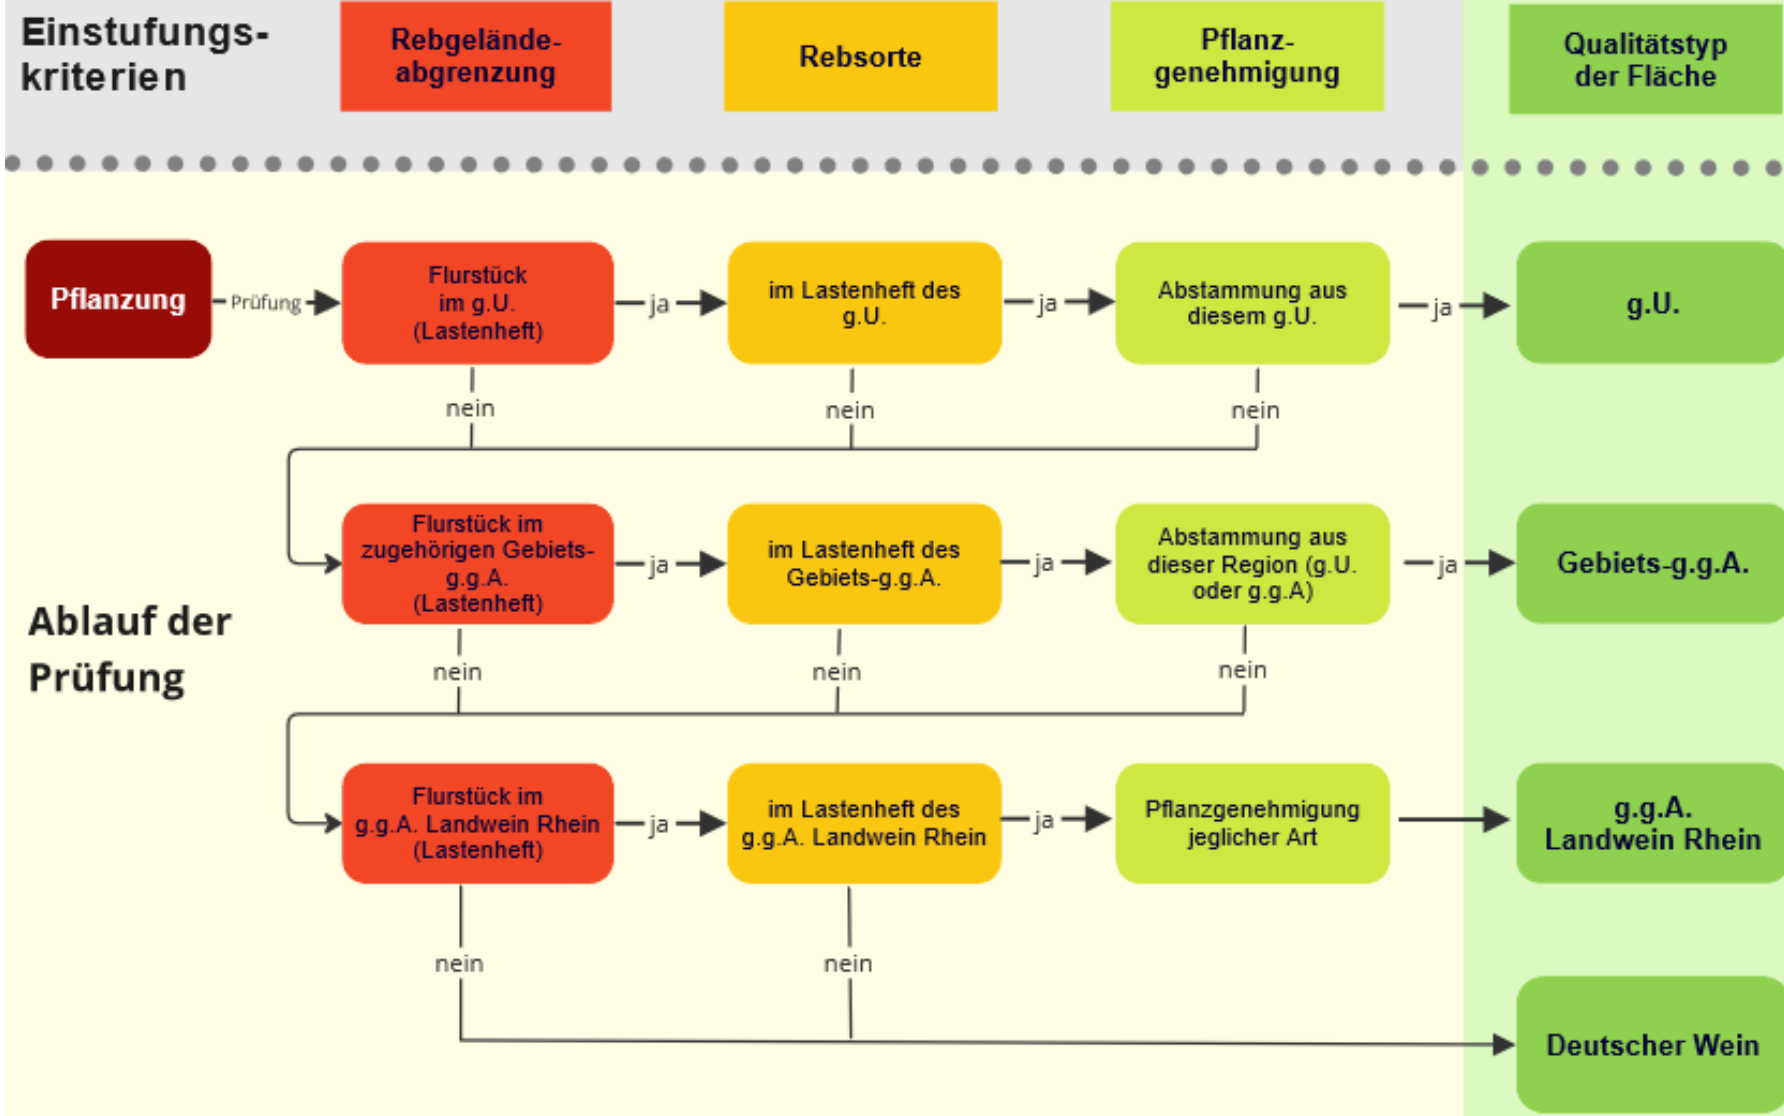 Einstufungs-
kriterien
Rebgelände-
abgrenzung
Rebsorte
Pflanz-
genehmigung
Qualitätstyp
der Fläche
Pflanzung
Prüfung
Flurstück
im g.U.
(Lastenheft)
ja
im Lastenheft des
g.U.
ja
Abstammung aus
diesem g.U.
ja
g.U.
nein
nein
nein
Flurstück im
zugehörigen Gebiets-
g.g.A.
(Lastenheft)
ja
im Lastenheft des
Gebiets-g.g.A.
ja
Abstammung aus
dieser Region (g.U.
oder g.g.A)
ja
Gebiets-g.g.A.
Ablauf der
Prüfung
nein
nein
nein
Flurstück im
g.g.A. Landwein Rhein
(Lastenheft)
ja
im Lastenheft des
g.g.A. Landwein Rhein
ja
Pflanzgenehmigung
jeglicher Art
g.g.A.
Landwein Rhein
nein
nein
Deutscher Wein